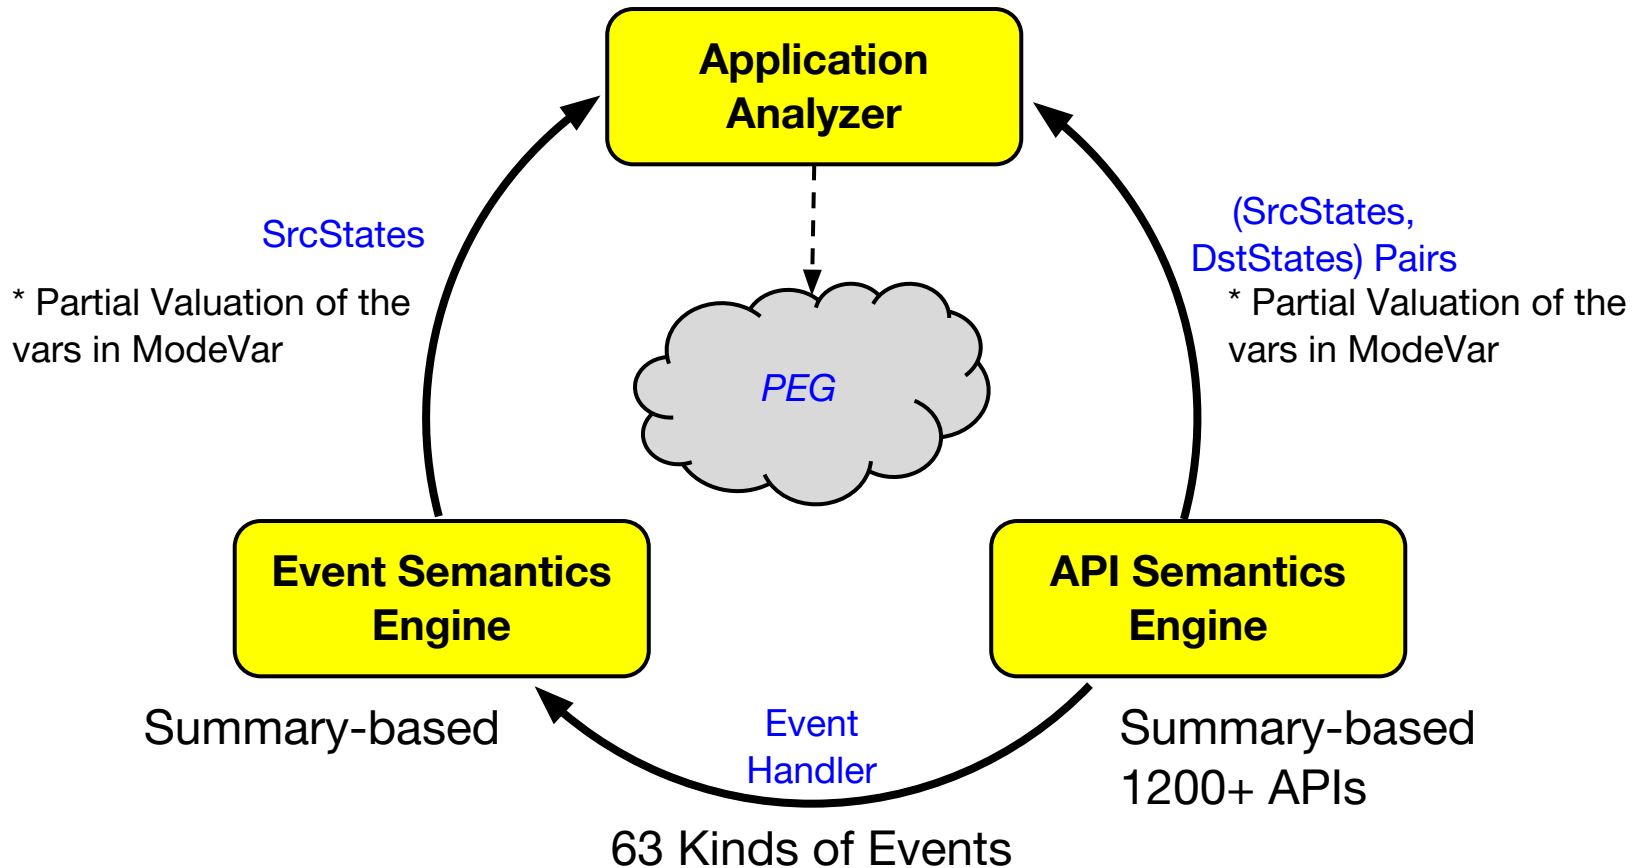 Application
Analyzer
SrcStates
* Partial Valuation of the
vars in ModeVar
(SrcStates,
DstStates) Pairs
* Partial Valuation of the
vars in ModeVar
PEG
Event Semantics
Engine
API Semantics
Engine
Summary-based
Event
Handler
Summary-based
1200+ APIs
63 Kinds of Events